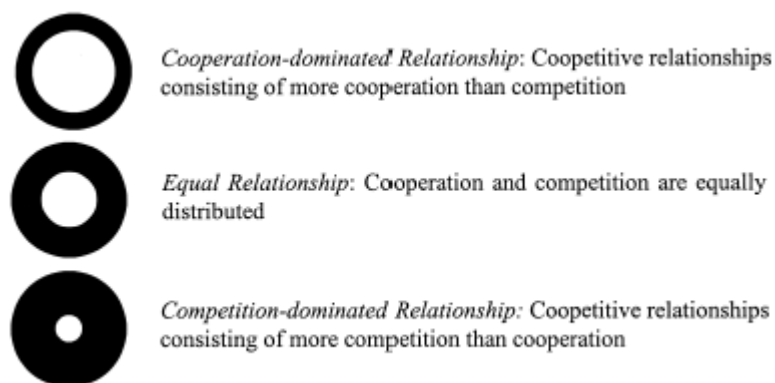 Cooperation-dominated Relationship: Coopetitive relationships
consisting of more cooperation than competition
Equal Relationship: Cooperation and competition are equally
distributed
Competition-dominated Relationship: Coopetitive relationships
consisting of more competition than cooperation